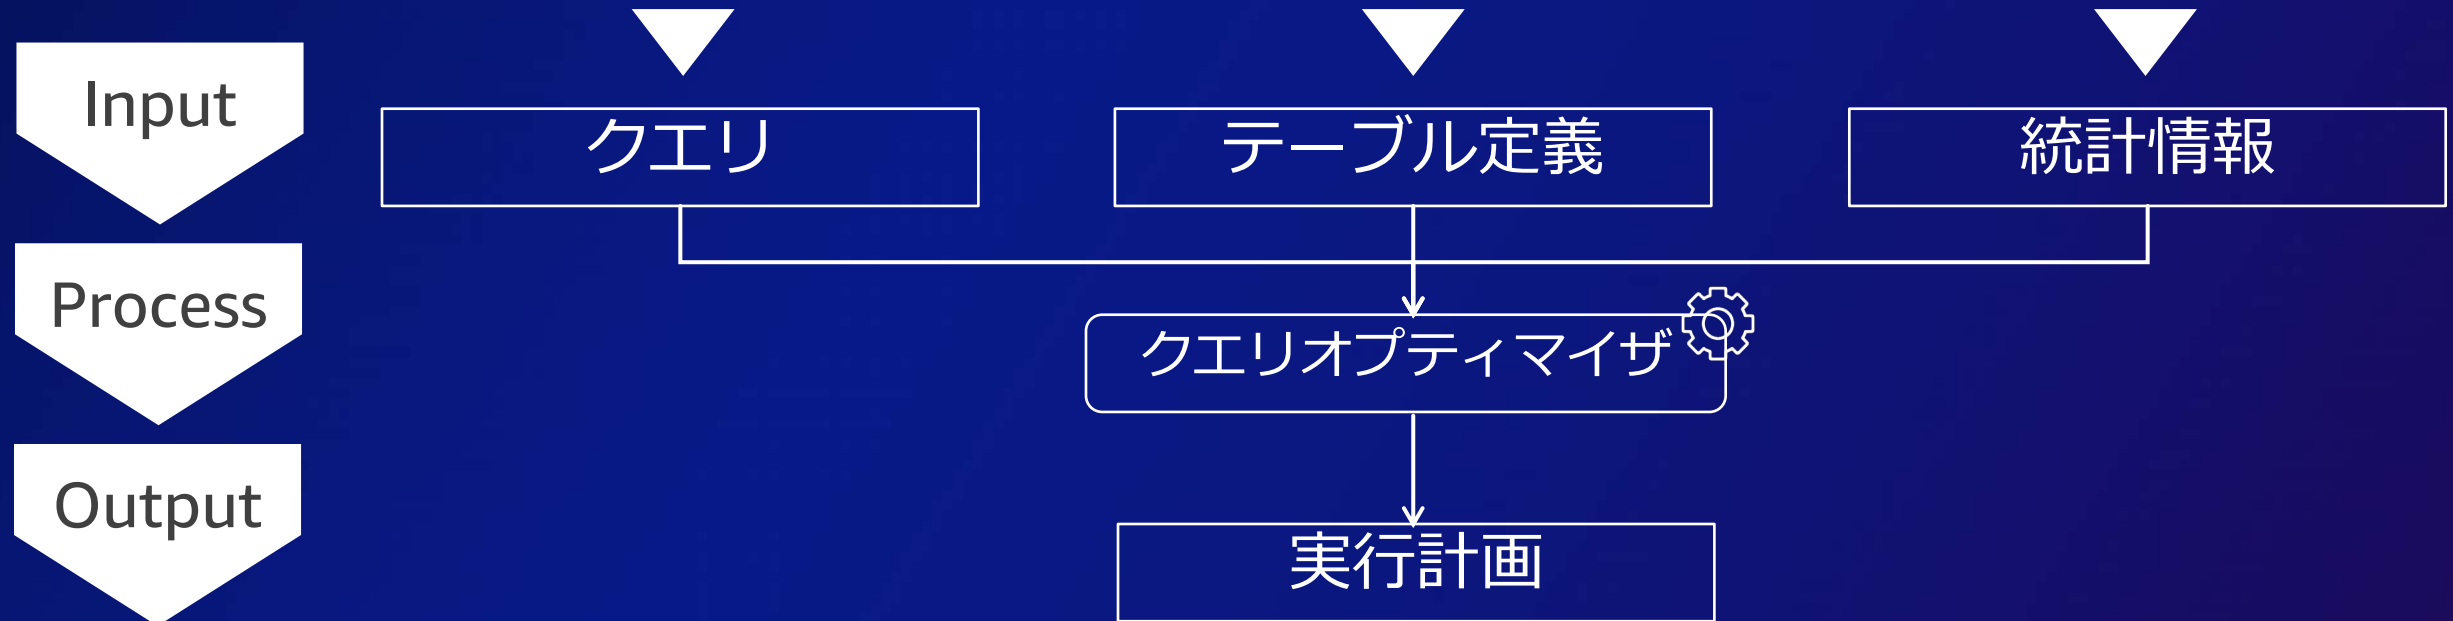 Input
クエリ
テーブル定義
統計情報
Process
クエリオプティマイザ
Output
実行計画